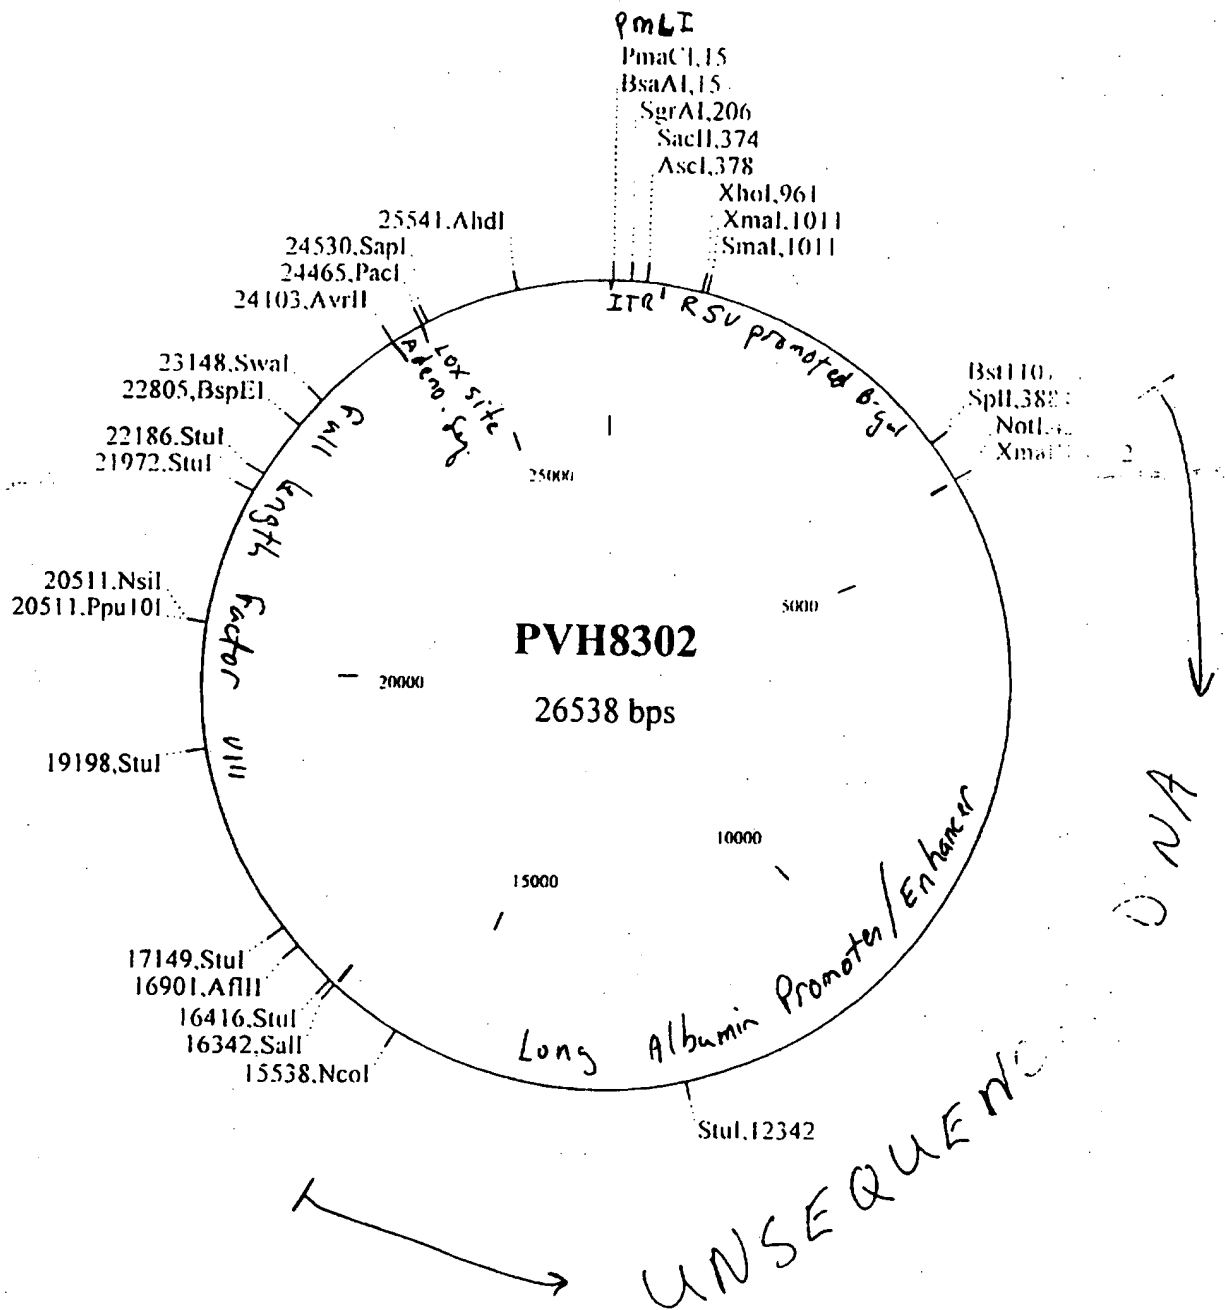 PmLI
PmaCI,15
BsaAI,15
SgrAI,206
SacII,374
AscI,378
XhoI,961
XmaI,1011
SmaI,1011
25541,AhdI
24530,SapI
24465,PacI
24103,AvrII
23148,SwaI
22805,BspEI
22186,StuI
21972,StuI
20511,NsiI
20511,Ppu10I
19198,StuI
17149,StuI
16901,AflII
16416,StuI
16342,SalI
15538,NcoI
StuI,12342
ITR
RSV promoted B-gal
Long Albumin Promoter/Enhancer
Full length Factor VIII
Adeno. Seq.
LOX site
25000
5000
20000
10000
15000
PVH8302
26538 bps
DNA